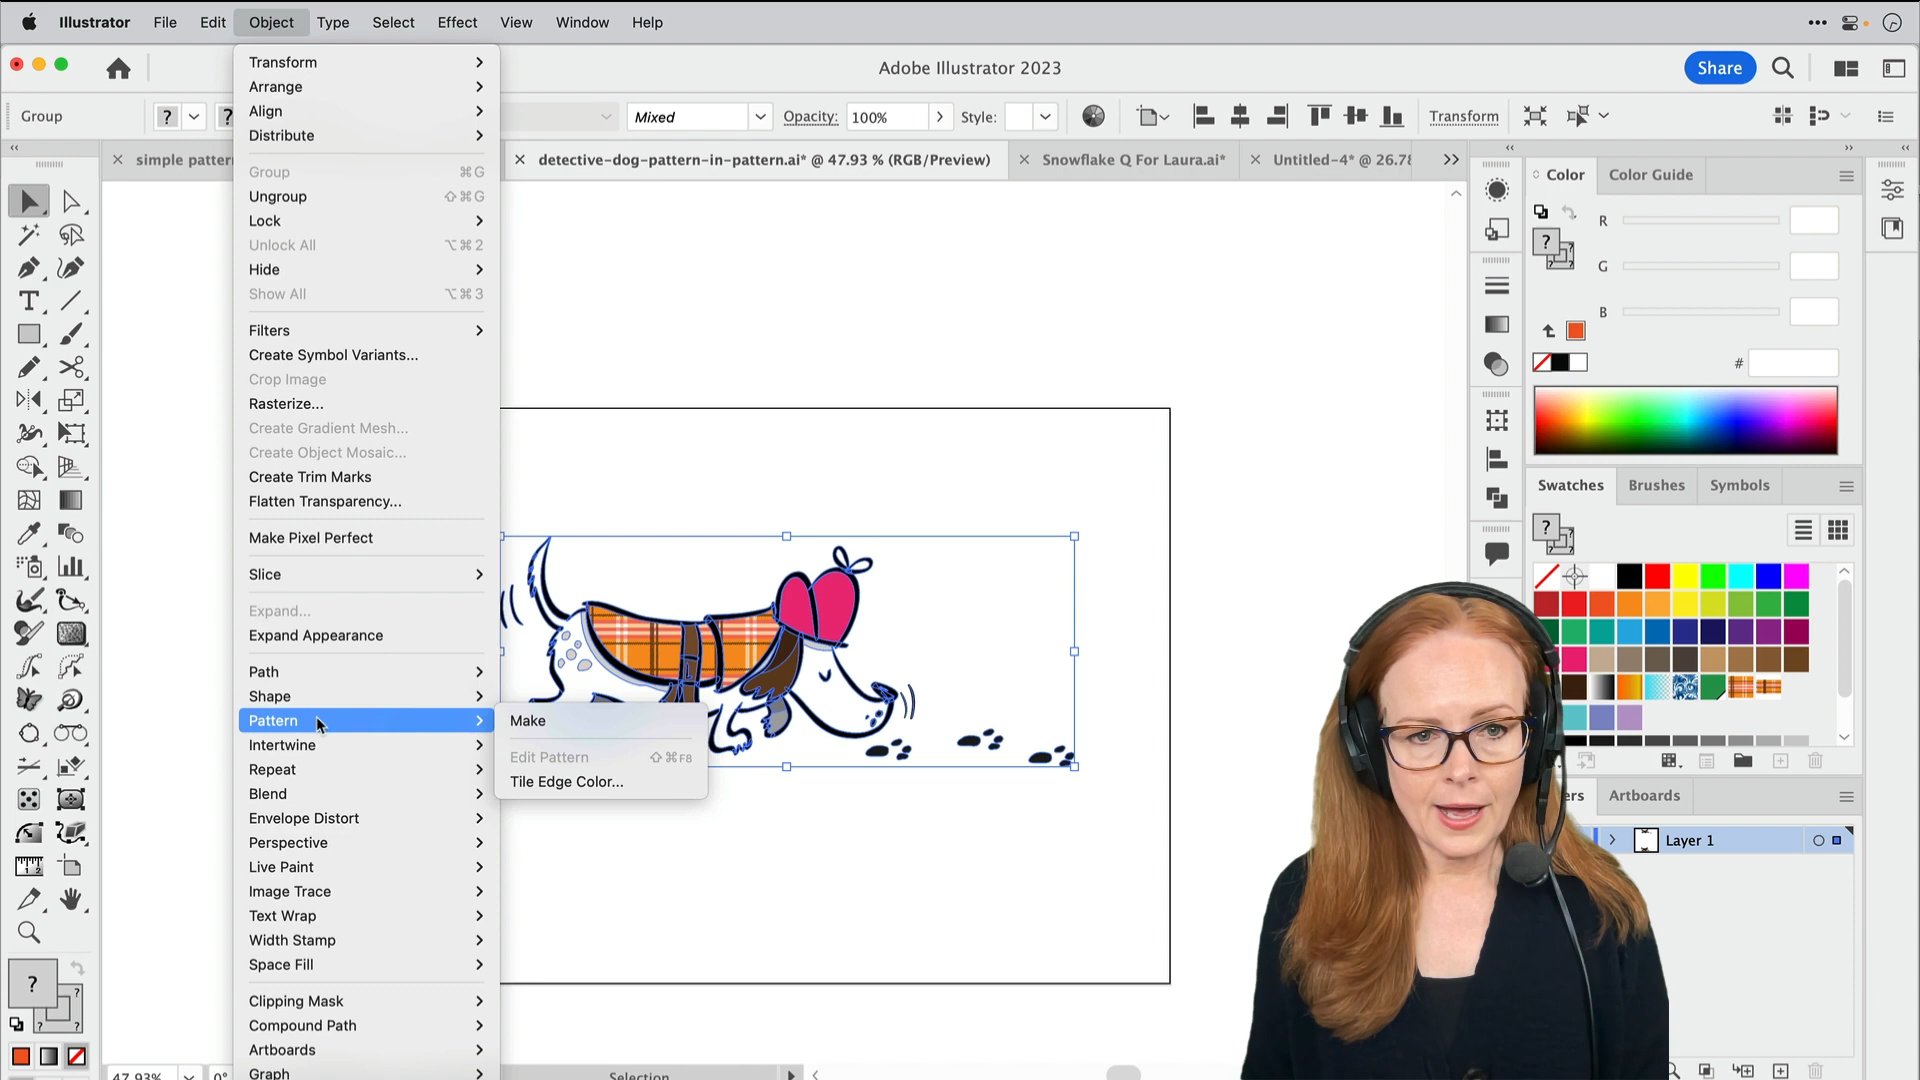 Illustrator File Edit Object Type Select Effect View Window Help
Adobe Illustrator 2023
Share
Group
?
?
Mixed
Opacity:
100%
Style:
Transform
simple pattern
detective-dog-pattern-in-pattern.ai* @ 47.93 % (RGB/Preview)
Snowflake Q For Laura.ai*
Untitled-4* @ 26.78
Transform
Arrange
Align
Distribute
Group ⌘G
Ungroup ⇧⌘G
Lock
Unlock All ⌥⌘2
Hide
Show All ⌥⌘3
Filters
Create Symbol Variants...
Crop Image
Rasterize...
Create Gradient Mesh...
Create Object Mosaic...
Create Trim Marks
Flatten Transparency...
Make Pixel Perfect
Slice
Expand...
Expand Appearance
Path
Shape
Pattern
Intertwine
Repeat
Blend
Envelope Distort
Perspective
Live Paint
Image Trace
Text Wrap
Width Stamp
Space Fill
Clipping Mask
Compound Path
Artboards
Graph
Make
Edit Pattern ⇧⌘F8
Tile Edge Color...
Color
Color Guide
?
R
G
B
#
Swatches
Brushes
Symbols
?
ers
Artboards
Layer 1
?
47.93%
0°
Selection